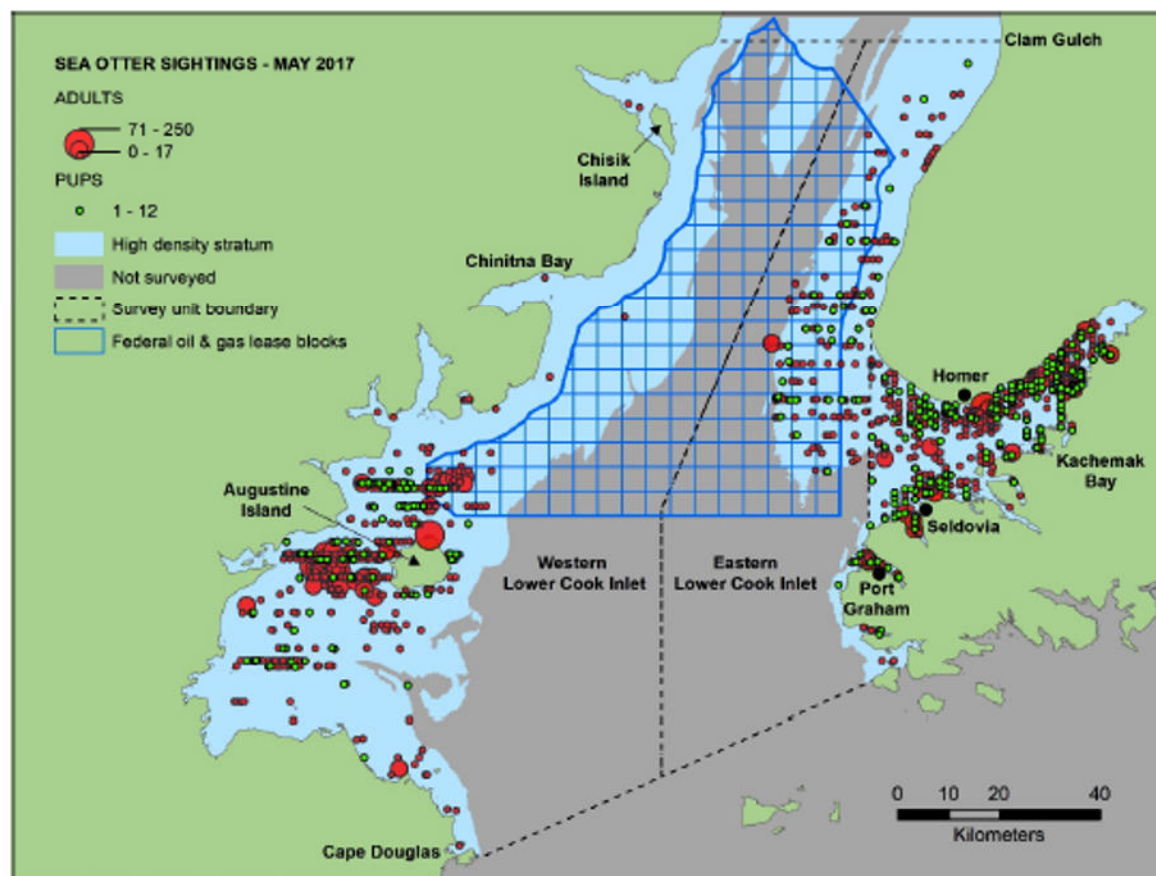 SEA OTTER SIGHTINGS - MAY 2017
ADULTS
71 - 250
0 - 17
PUPS
1 - 12
High density stratum
Not surveyed
Survey unit boundary
Federal oil & gas lease blocks
Clam Gulch
Chisik
Island
Chinitna Bay
Homer
Kachemak
Bay
Augustine
Island
Seldovia
Western
Lower Cook Inlet
Eastern
Lower Cook Inlet
Port
Graham
Cape Douglas
0 10 20 40
Kilometers